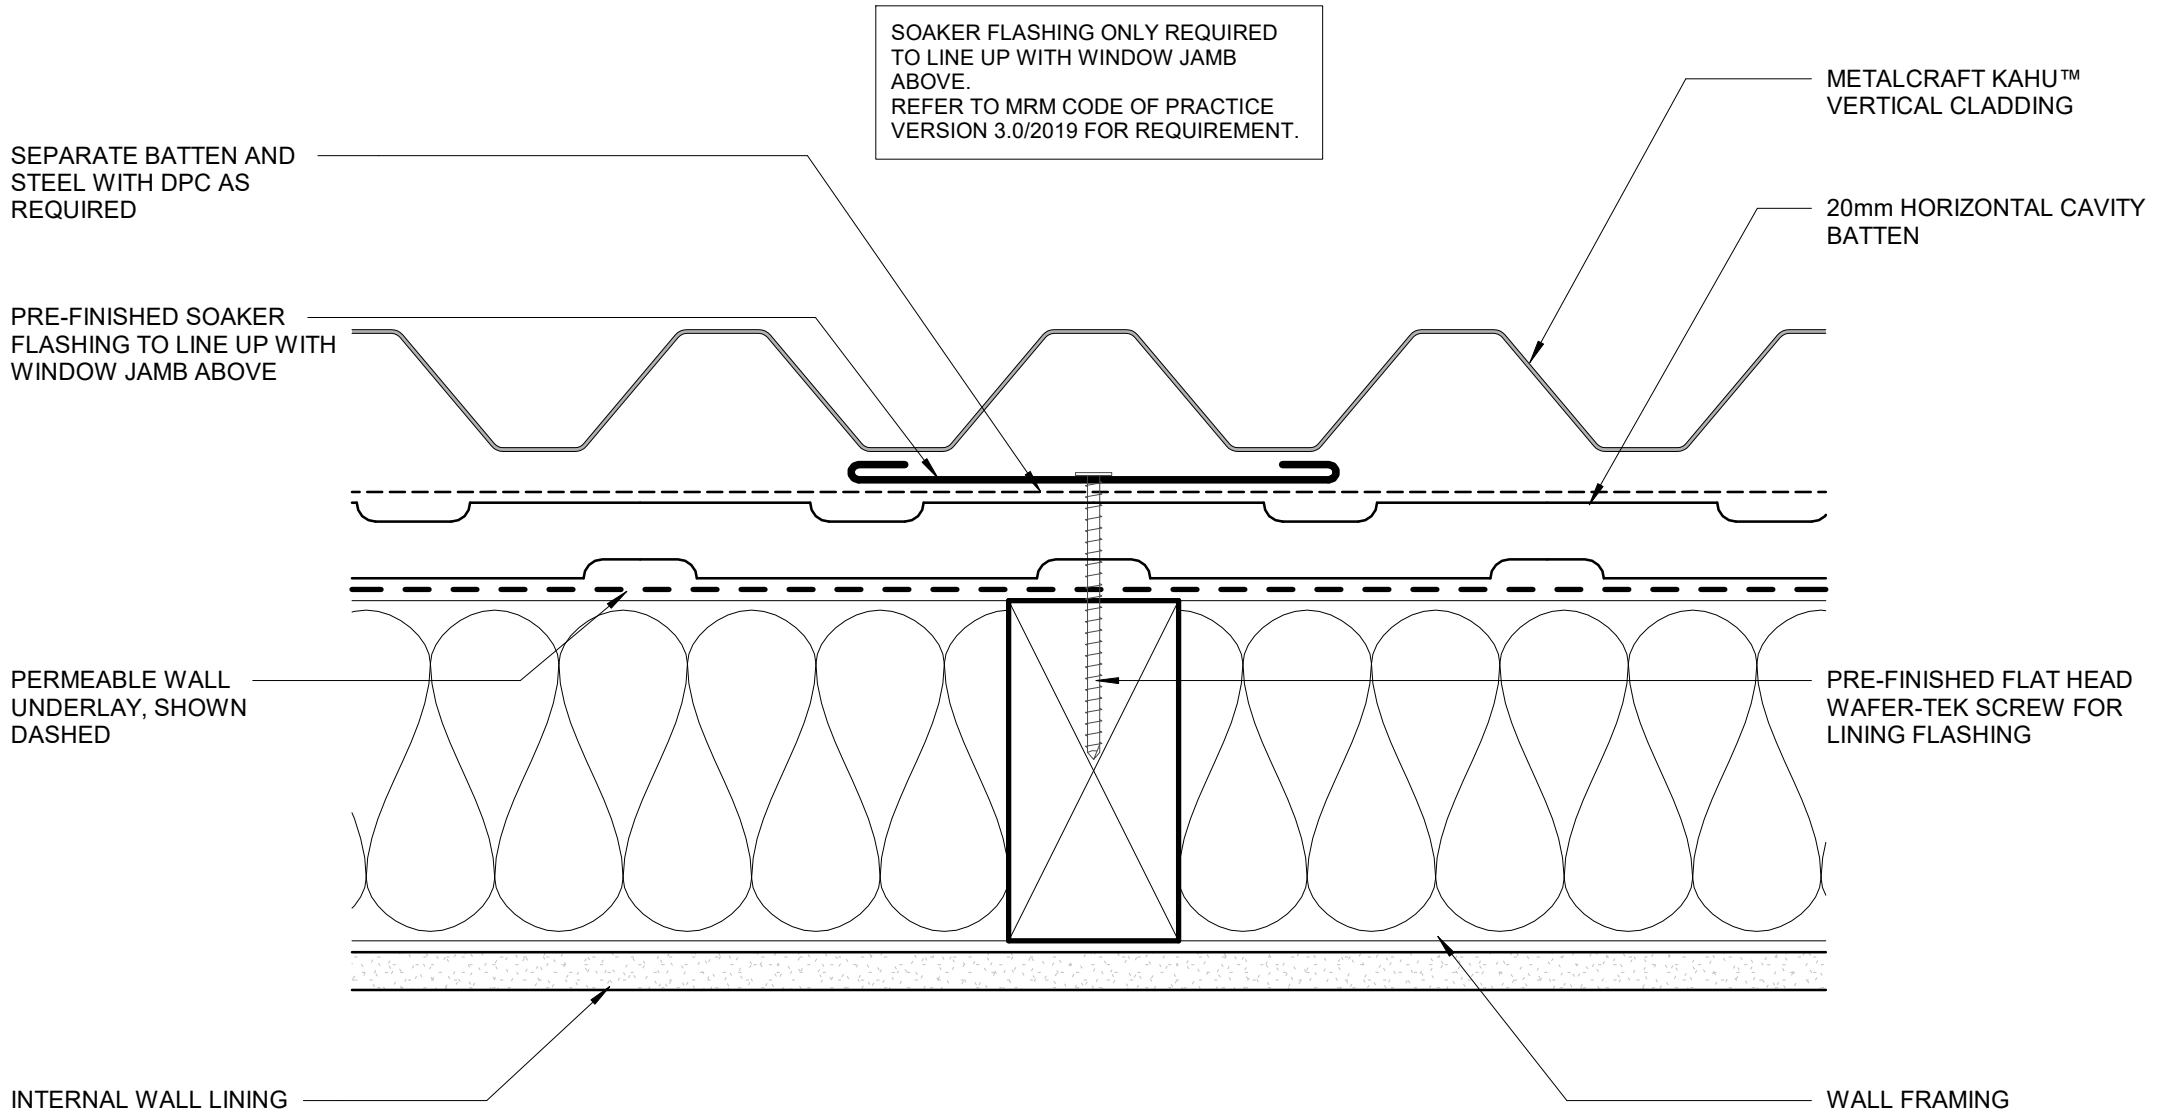 SOAKER FLASHING ONLY REQUIRED
TO LINE UP WITH WINDOW JAMB
ABOVE.
REFER TO MRM CODE OF PRACTICE
VERSION 3.0/2019 FOR REQUIREMENT.
SEPARATE BATTEN AND
STEEL WITH DPC AS
REQUIRED
PRE-FINISHED SOAKER
FLASHING TO LINE UP WITH
WINDOW JAMB ABOVE
PERMEABLE WALL
UNDERLAY, SHOWN
DASHED
INTERNAL WALL LINING
METALCRAFT KAHU™
VERTICAL CLADDING
20mm HORIZONTAL CAVITY
BATTEN
PRE-FINISHED FLAT HEAD
WAFER-TEK SCREW FOR
LINING FLASHING
WALL FRAMING